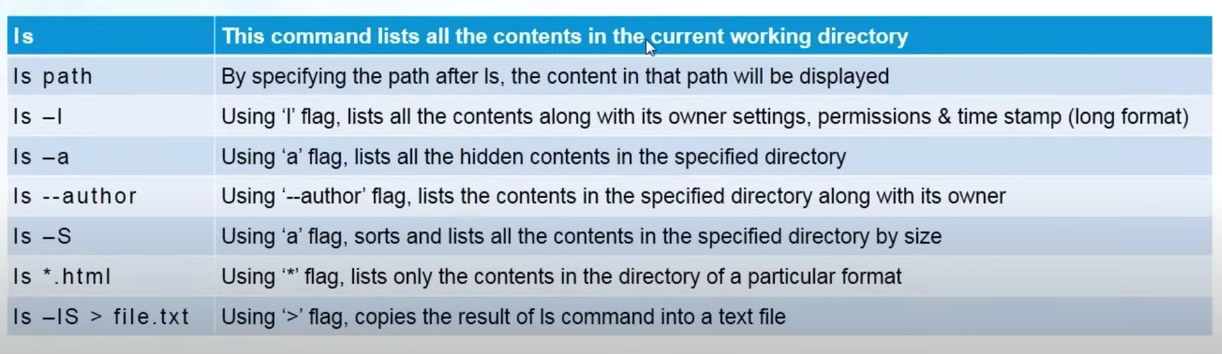 ls This command lists all the contents in the current working directory
ls path By specifying the path after ls, the content in that path will be displayed
ls –l Using ‘l’ flag, lists all the contents along with its owner settings, permissions & time stamp (long format)
ls –a Using ‘a’ flag, lists all the hidden contents in the specified directory
ls --author Using ‘--author’ flag, lists the contents in the specified directory along with its owner
ls –S Using ‘a’ flag, sorts and lists all the contents in the specified directory by size
ls *.html Using ‘*’ flag, lists only the contents in the directory of a particular format
ls –lS > file.txt Using ‘>’ flag, copies the result of ls command into a text file